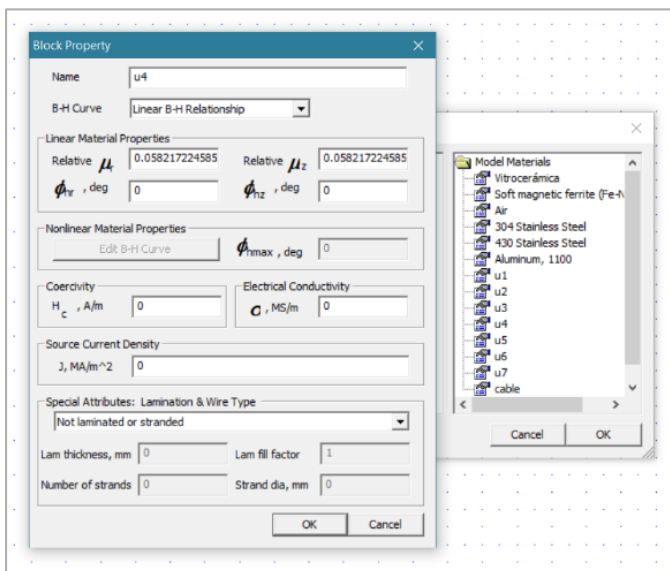 Block Property
Name u4
B-H Curve Linear B-H Relationship
Linear Material Properties
Relative μr 0.058217224585 Relative μz 0.058217224585
ϕhr , deg 0 ϕhz , deg 0
Nonlinear Material Properties
Edit B-H Curve ϕhmax , deg 0
Coercivity Electrical Conductivity
Hc , A/m 0 σ, MS/m 0
Source Current Density
J, MA/m^2 0
Special Attributes: Lamination & Wire Type
Not laminated or stranded
Lam thickness, mm 0 Lam fill factor 1
Number of strands 0 Strand dia, mm 0
OK Cancel
Model Materials
Vitrocerámica
Soft magnetic ferrite (Fe-N
Air
304 Stainless Steel
430 Stainless Steel
Aluminum, 1100
u1
u2
u3
u4
u5
u6
u7
cable
Cancel OK